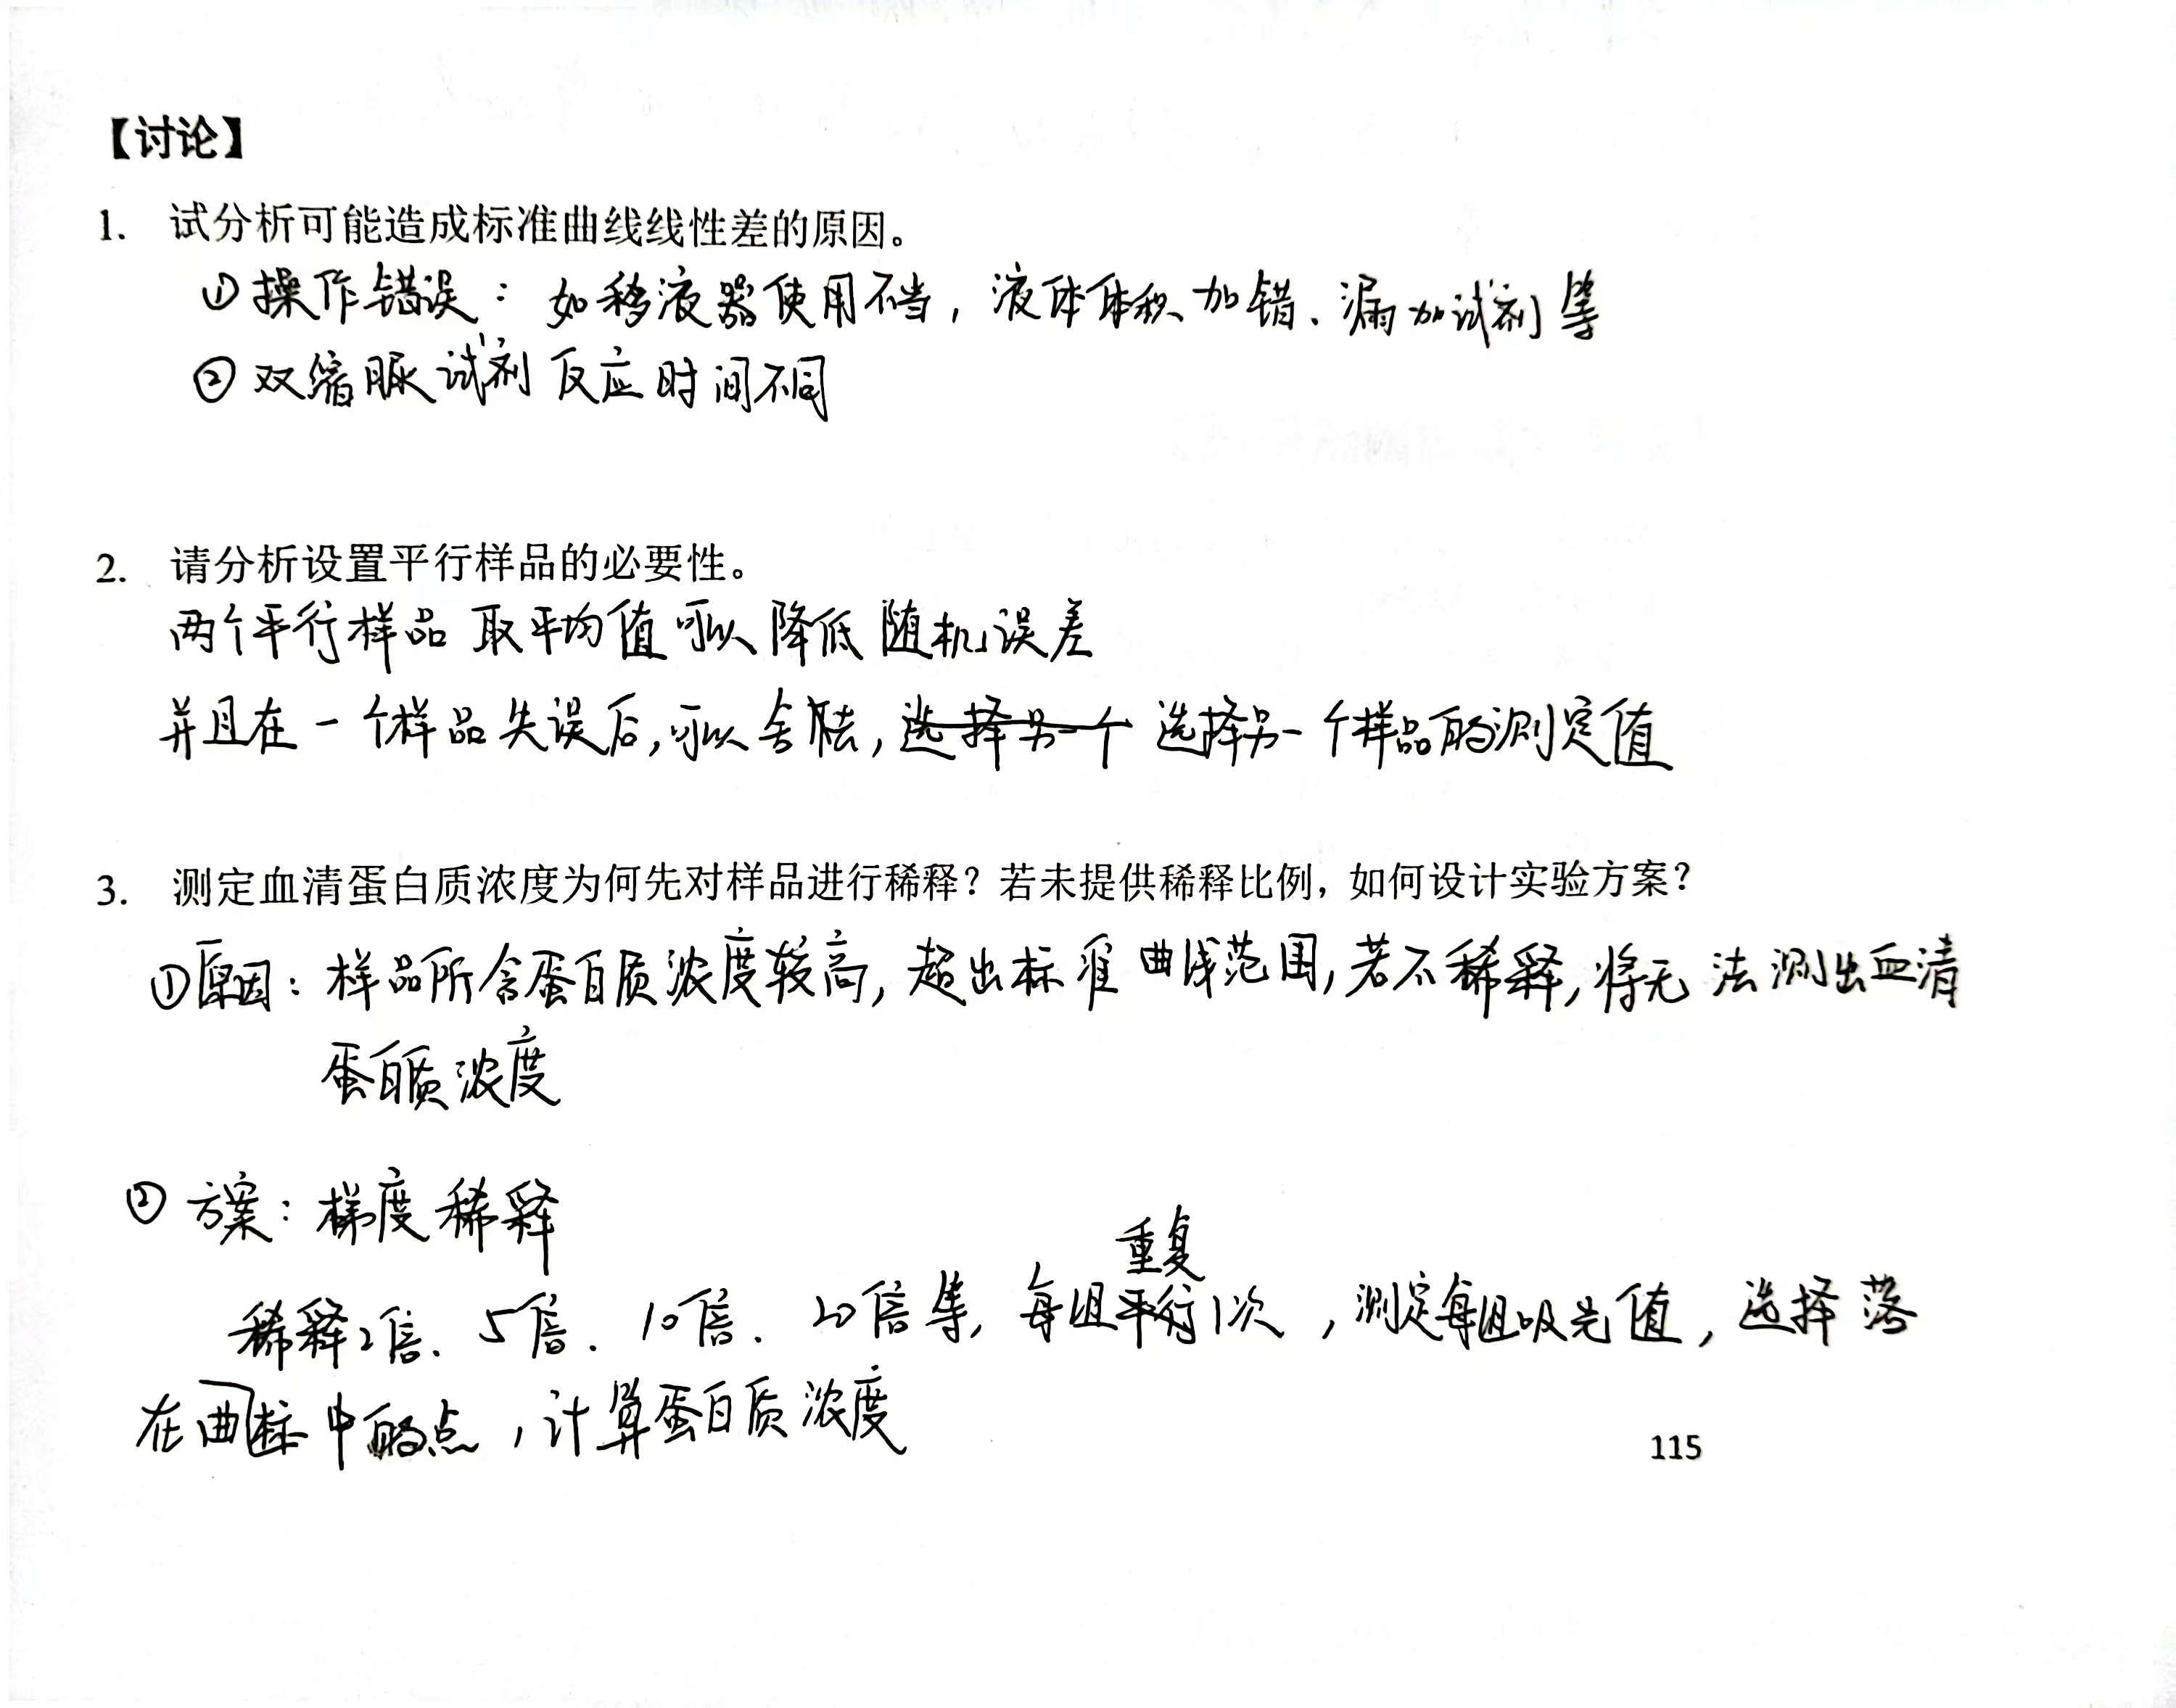 【讨论】
1. 试分析可能造成标准曲线线性差的原因。
①操作错误：如移液器使用不当，液体体积加错、漏加试剂等
②双缩脲试剂反应时间不同
2. 请分析设置平行样品的必要性。
两个平行样品取平均值可以降低随机误差
并且在一个样品失误后，可以舍去，选择另一个 选择另一个样品的测定值
3. 测定血清蛋白质浓度为何先对样品进行稀释？若未提供稀释比例，如何设计实验方案？
①原因：样品所含蛋白质浓度较高，超出标准曲线范围，若不稀释，将无法测出血清
蛋白质浓度
②方案：梯度稀释
重复
稀释2倍、5倍、10倍、20倍等，每组平行1次，测定每组吸光值，选择落
在曲标中的点，计算蛋白质浓度
115